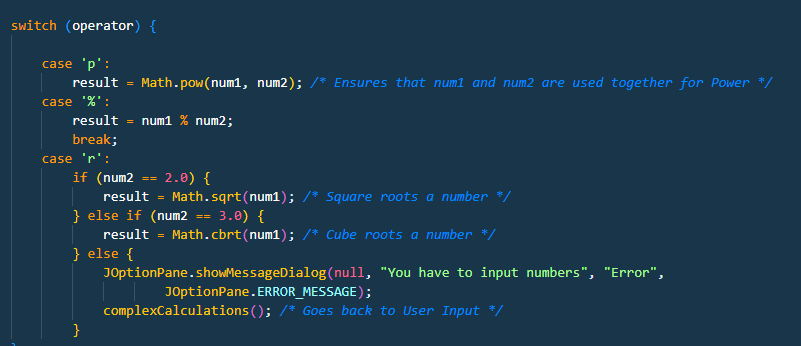 switch (operator) {
case 'p':
result = Math.pow(num1, num2); /* Ensures that num1 and num2 are used together for Power */
case '%':
result = num1 % num2;
break;
case 'r':
if (num2 == 2.0) {
result = Math.sqrt(num1); /* Square roots a number */
} else if (num2 == 3.0) {
result = Math.cbrt(num1); /* Cube roots a number */
} else {
JOptionPane.showMessageDialog(null, "You have to input numbers", "Error",
JOptionPane.ERROR_MESSAGE);
complexCalculations(); /* Goes back to User Input */
}